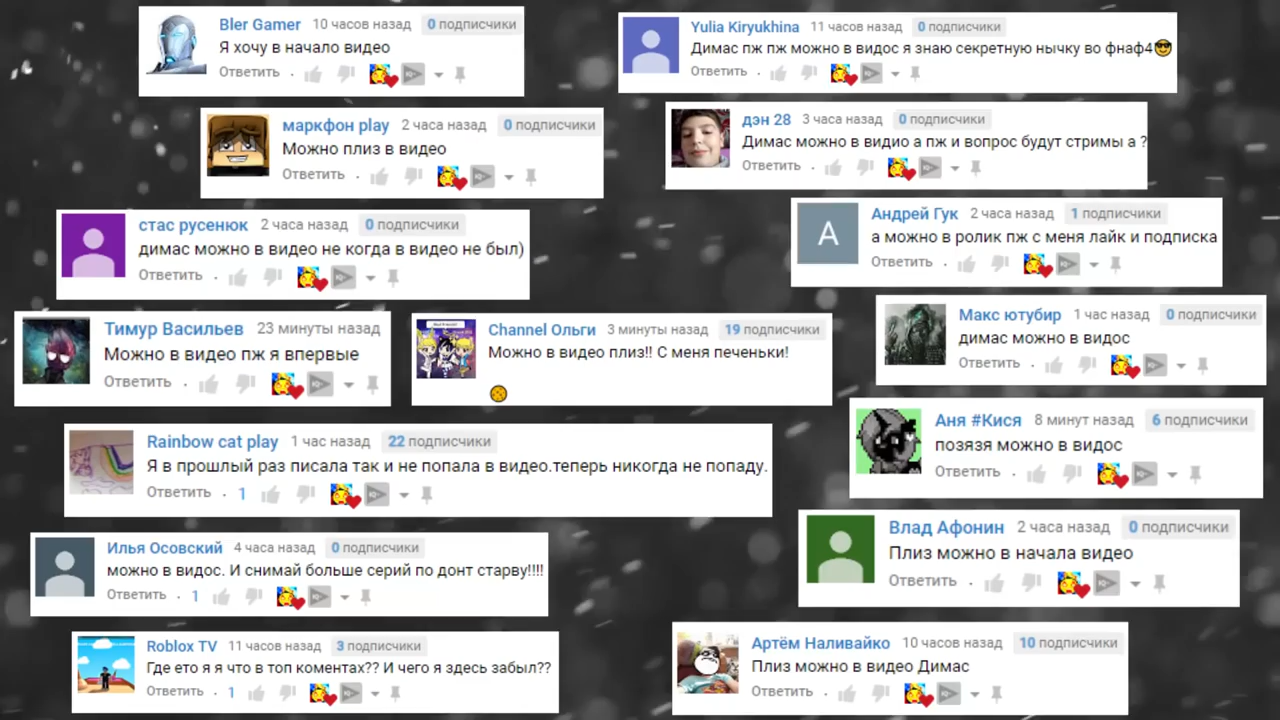 Bler Gamer 10 часов назад 0 подписчики
Я хочу в начало видео
Ответить
Yulia Kiryukhina 11 часов назад 0 подписчики
Димас пж пж можно в видос я знаю секретную нычку во фнаф4😎
Ответить
маркфон play 2 часа назад 0 подписчики
Можно плиз в видео
Ответить
дэн 28 3 часа назад 0 подписчики
Димас можно в видио а пж и вопрос будут стримы а ?
Ответить
стас русенюк 2 часа назад 0 подписчики
димас можно в видео не когда в видео не был)
Ответить
А
Андрей Гук 2 часа назад 1 подписчики
а можно в ролик пж с меня лайк и подписка
Ответить
Тимур Васильев 23 минуты назад
Можно в видео пж я впервые
Ответить
Channel Ольги 3 минуты назад 19 подписчики
Можно в видео плиз!! С меня печеньки!
Макс ютубир 1 час назад 0 подписчики
димас можно в видос
Ответить
Rainbow cat play 1 час назад 22 подписчики
Я в прошлый раз писала так и не попала в видео.теперь никогда не попаду.
Ответить 1
Аня #Кися 8 минут назад 6 подписчики
позязя можно в видос
Ответить
Илья Осовский 4 часа назад 0 подписчики
можно в видос. И снимай больше серий по донт старву!!!!
Ответить 1
Влад Афонин 2 часа назад 0 подписчики
Плиз можно в начала видео
Ответить
Roblox TV 11 часов назад 3 подписчики
Где ето я я что в топ коментах?? И чего я здесь забыл??
Ответить 1
Артём Наливайко 10 часов назад 10 подписчики
Плиз можно в видео Димас
Ответить